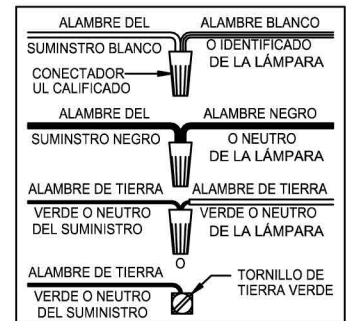 ALAMBRE DEL ALAMBRE BLANCO
SUMINSTRO BLANCO O IDENTIFICADO
DE LA LÁMPARA
CONECTADOR
UL CALIFICADO
ALAMBRE DEL ALAMBRE NEGRO
SUMINSTRO NEGRO O NEUTRO
DE LA LÁMPARA
ALAMBRE DE TIERRA ALAMBRE DE TIERRA
VERDE O NEUTRO VERDE O NEUTRO
DEL SUMINISTRO DE LA LÁMPARA
O
ALAMBRE DE TIERRA TORNILLO DE
TIERRA VERDE
VERDE O NEUTRO
DEL SUMINISTRO